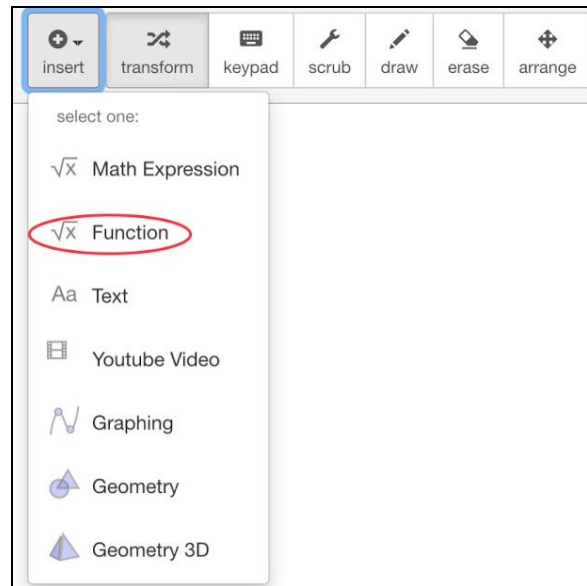 insert transform keypad scrub draw erase arrange
select one:
√x Math Expression
√x Function
Aa Text
Youtube Video
Graphing
Geometry
Geometry 3D